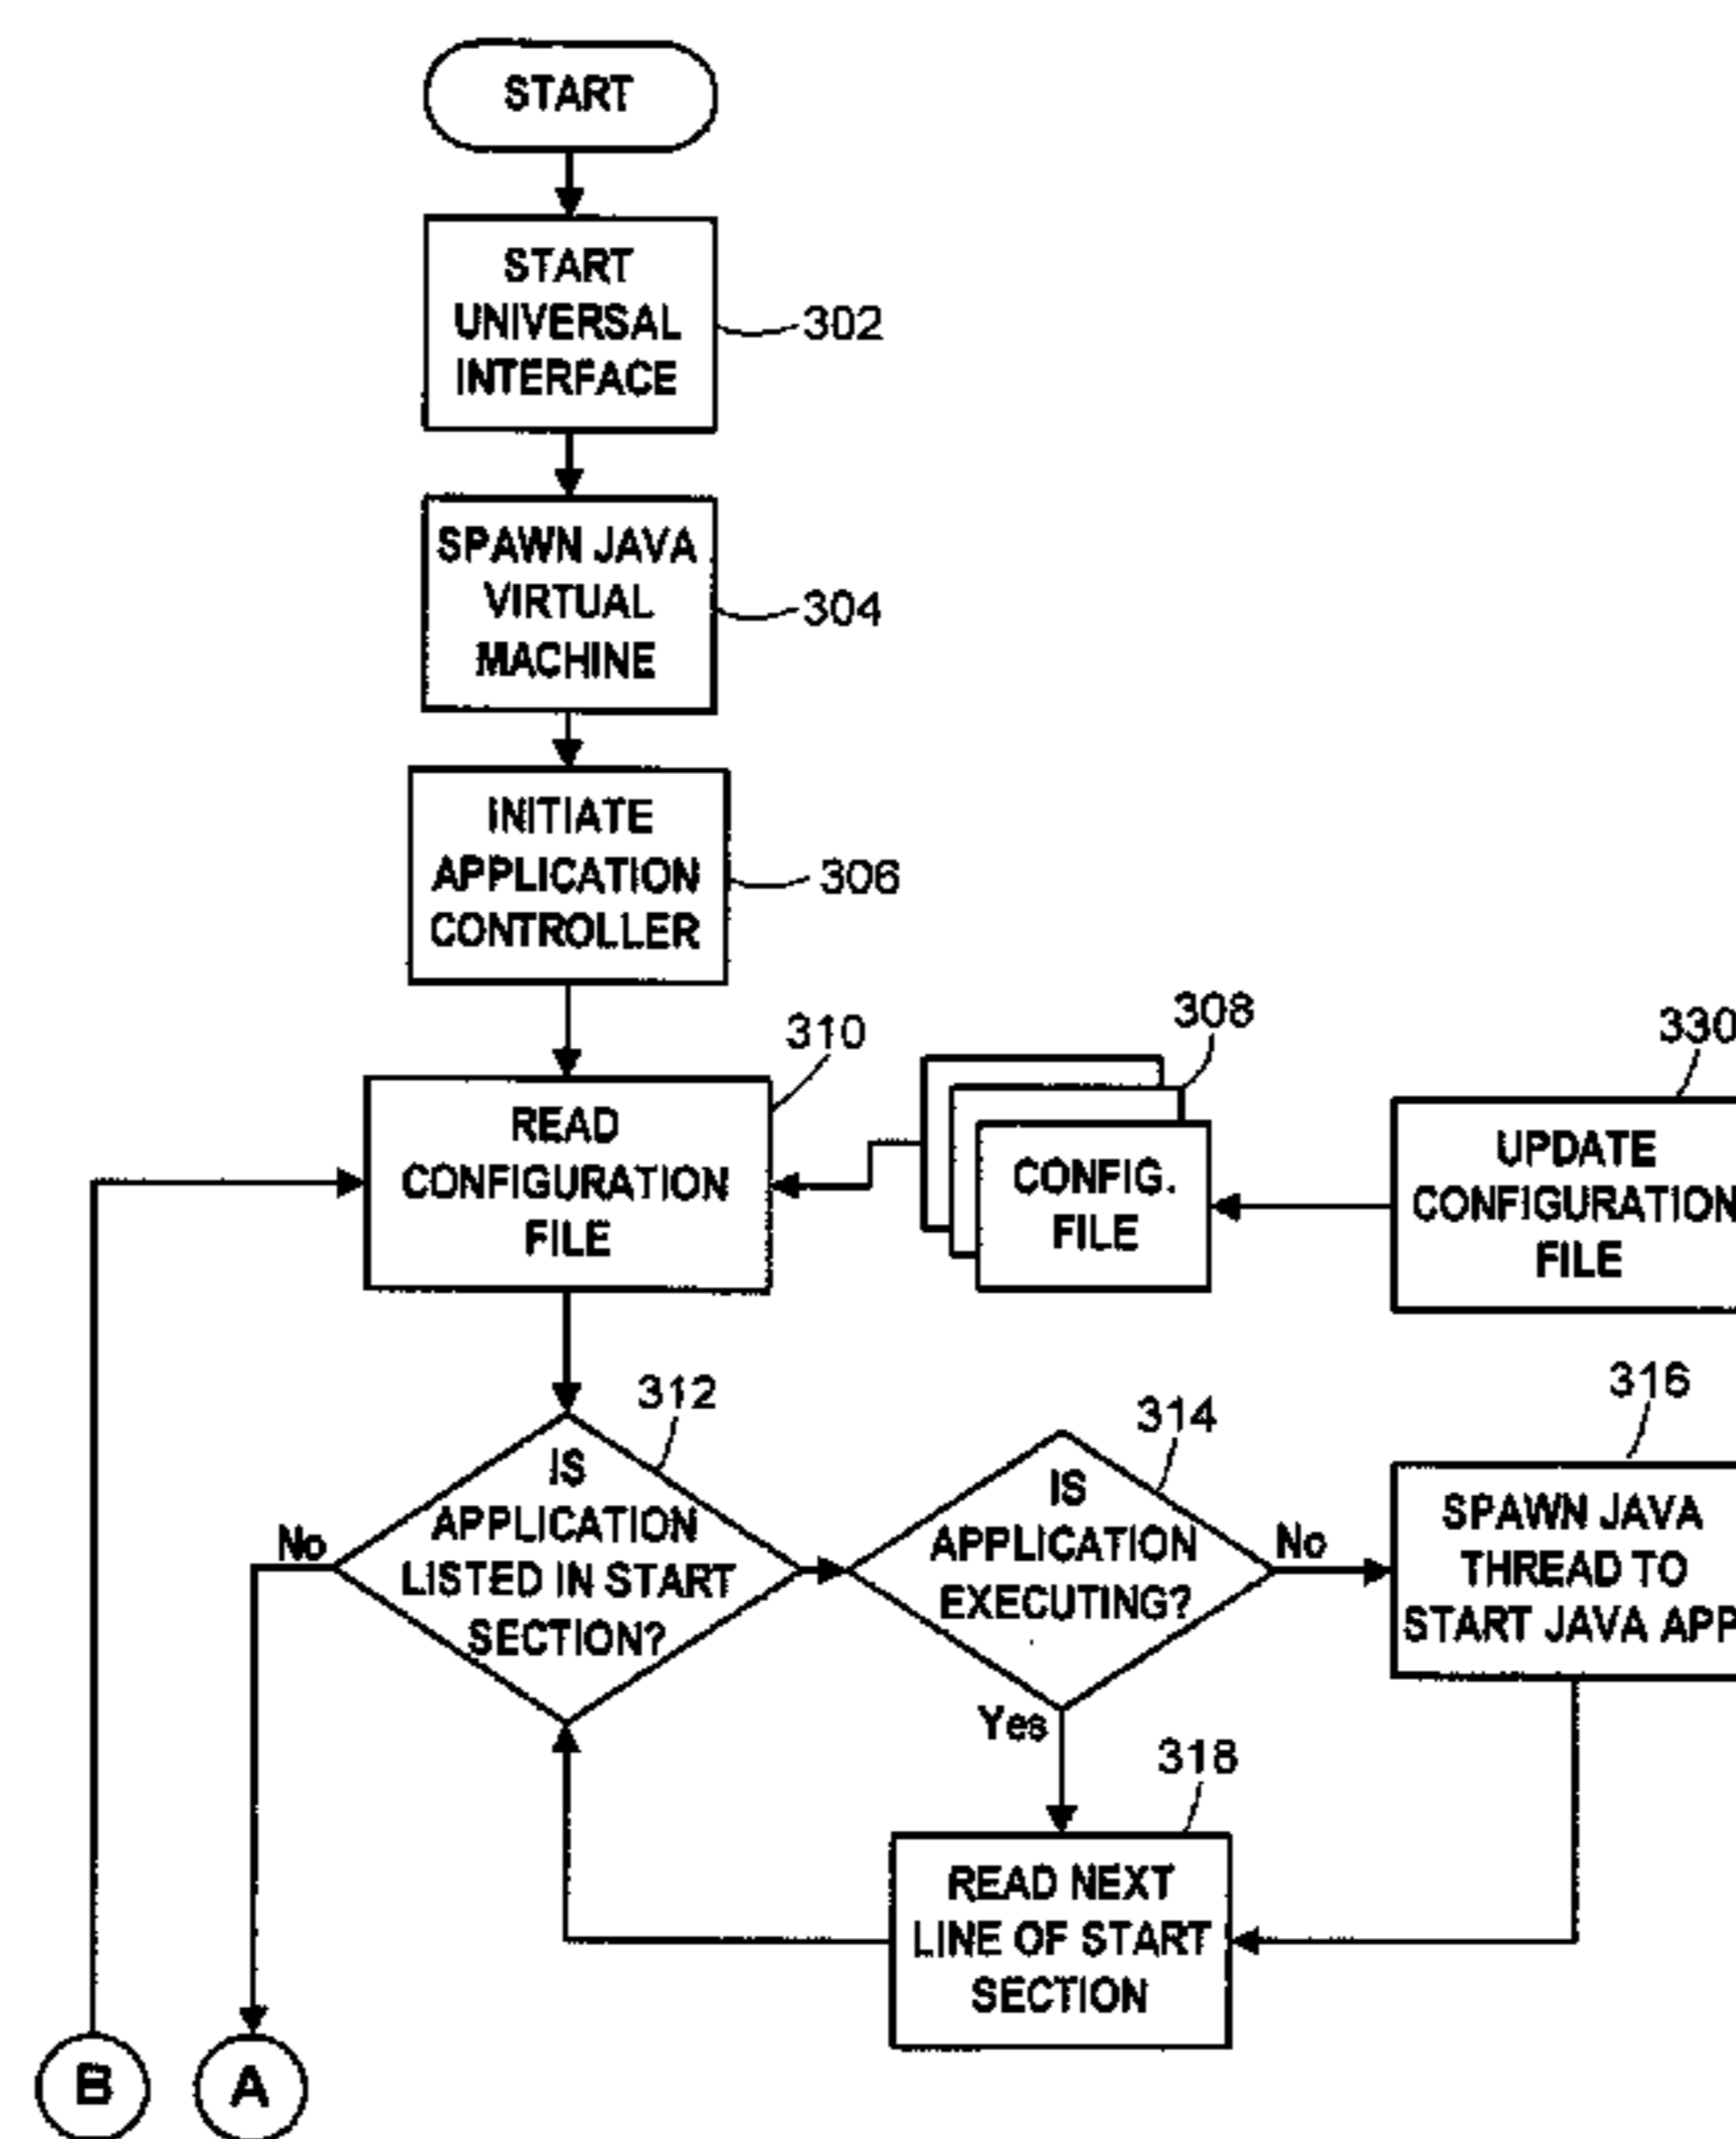 START
START
UNIVERSAL
INTERFACE
302
SPAWN JAVA
VIRTUAL
MACHINE
304
INITIATE
APPLICATION
CONTROLLER
306
310
308
330
READ
CONFIGURATION
FILE
CONFIG.
FILE
UPDATE
CONFIGURATION
FILE
312
314
316
No
IS
APPLICATION
LISTED IN START
SECTION?
IS
APPLICATION
EXECUTING?
No
SPAWN JAVA
THREAD TO
START JAVA APP
Yes
318
READ NEXT
LINE OF START
SECTION
B
A